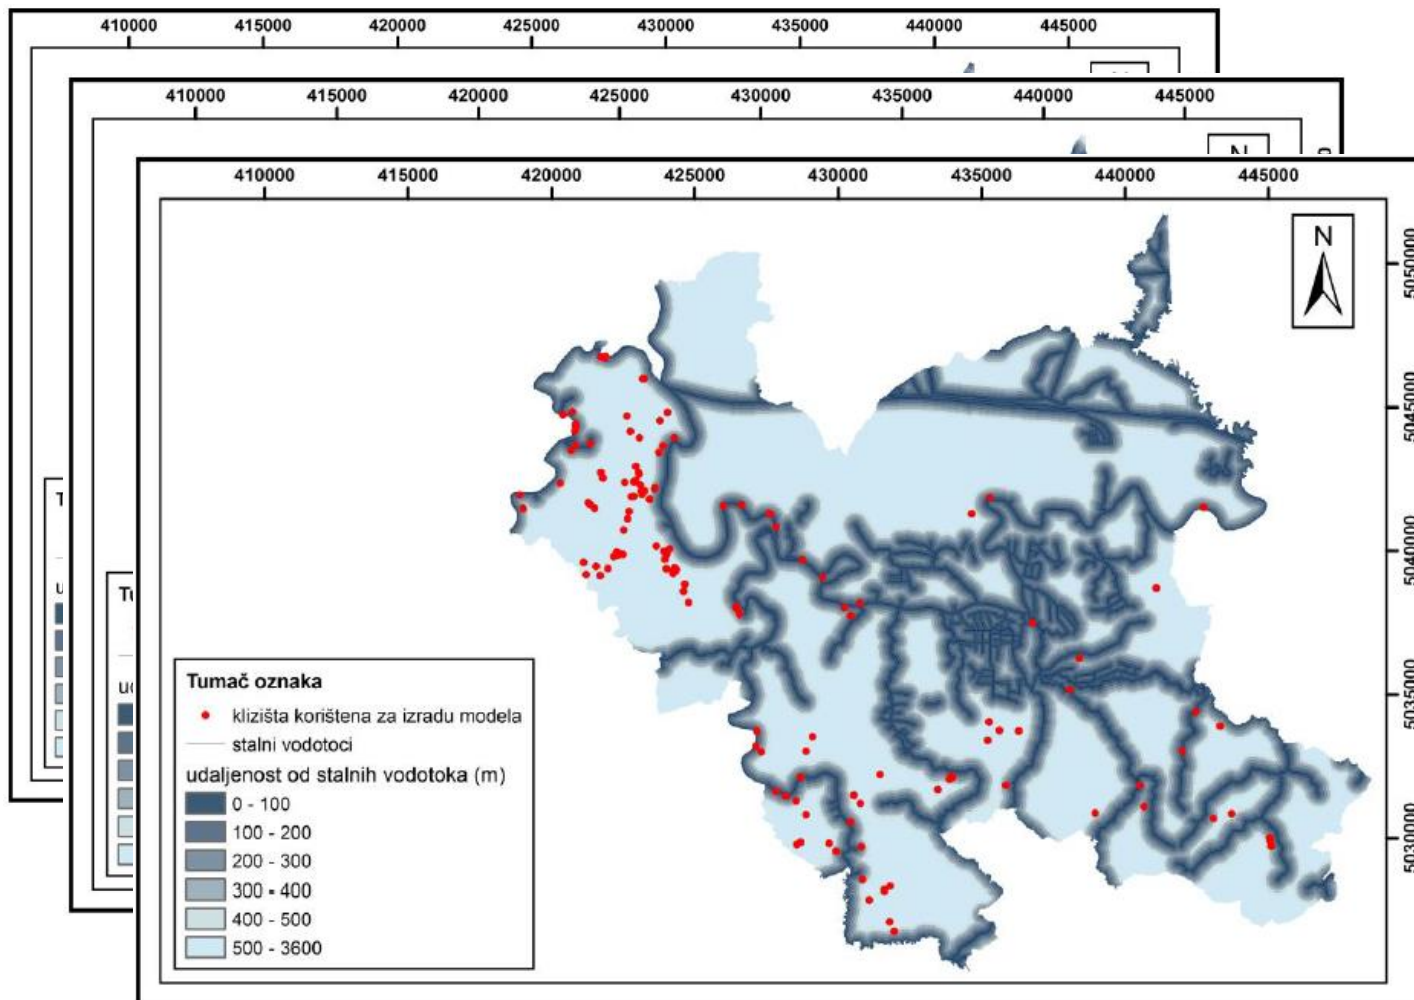 410000 415000 420000 425000 430000 435000 440000 445000
410000 415000 420000 425000 430000 435000 440000 445000
N
410000 415000 420000 425000 430000 435000 440000 445000
N
5050000
5045000
5040000
5035000
5030000
T
u
Tu
ud
Tumač oznaka
klizišta korištena za izradu modela
stalni vodotoci
udaljenost od stalnih vodotoka (m)
0 - 100
100 - 200
200 - 300
300 - 400
400 - 500
500 - 3600